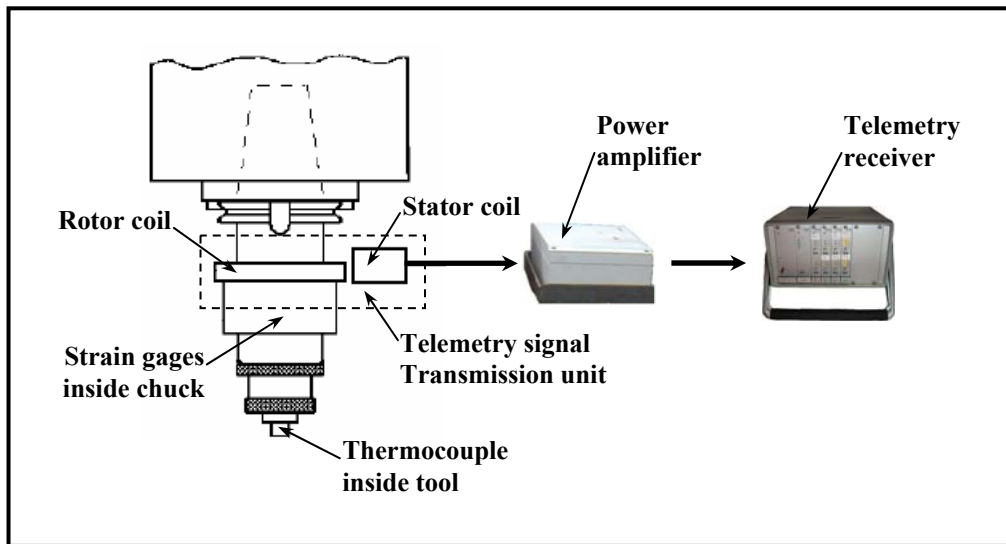 Power
amplifier
Telemetry
receiver
Rotor coil
Stator coil
Strain gages
inside chuck
Telemetry signal
Transmission unit
Thermocouple
inside tool